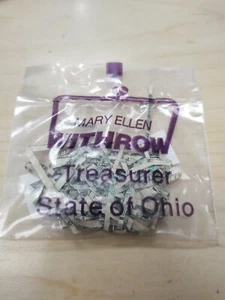 MARY ELLEN
WITHROW
Treasurer
State of Ohio